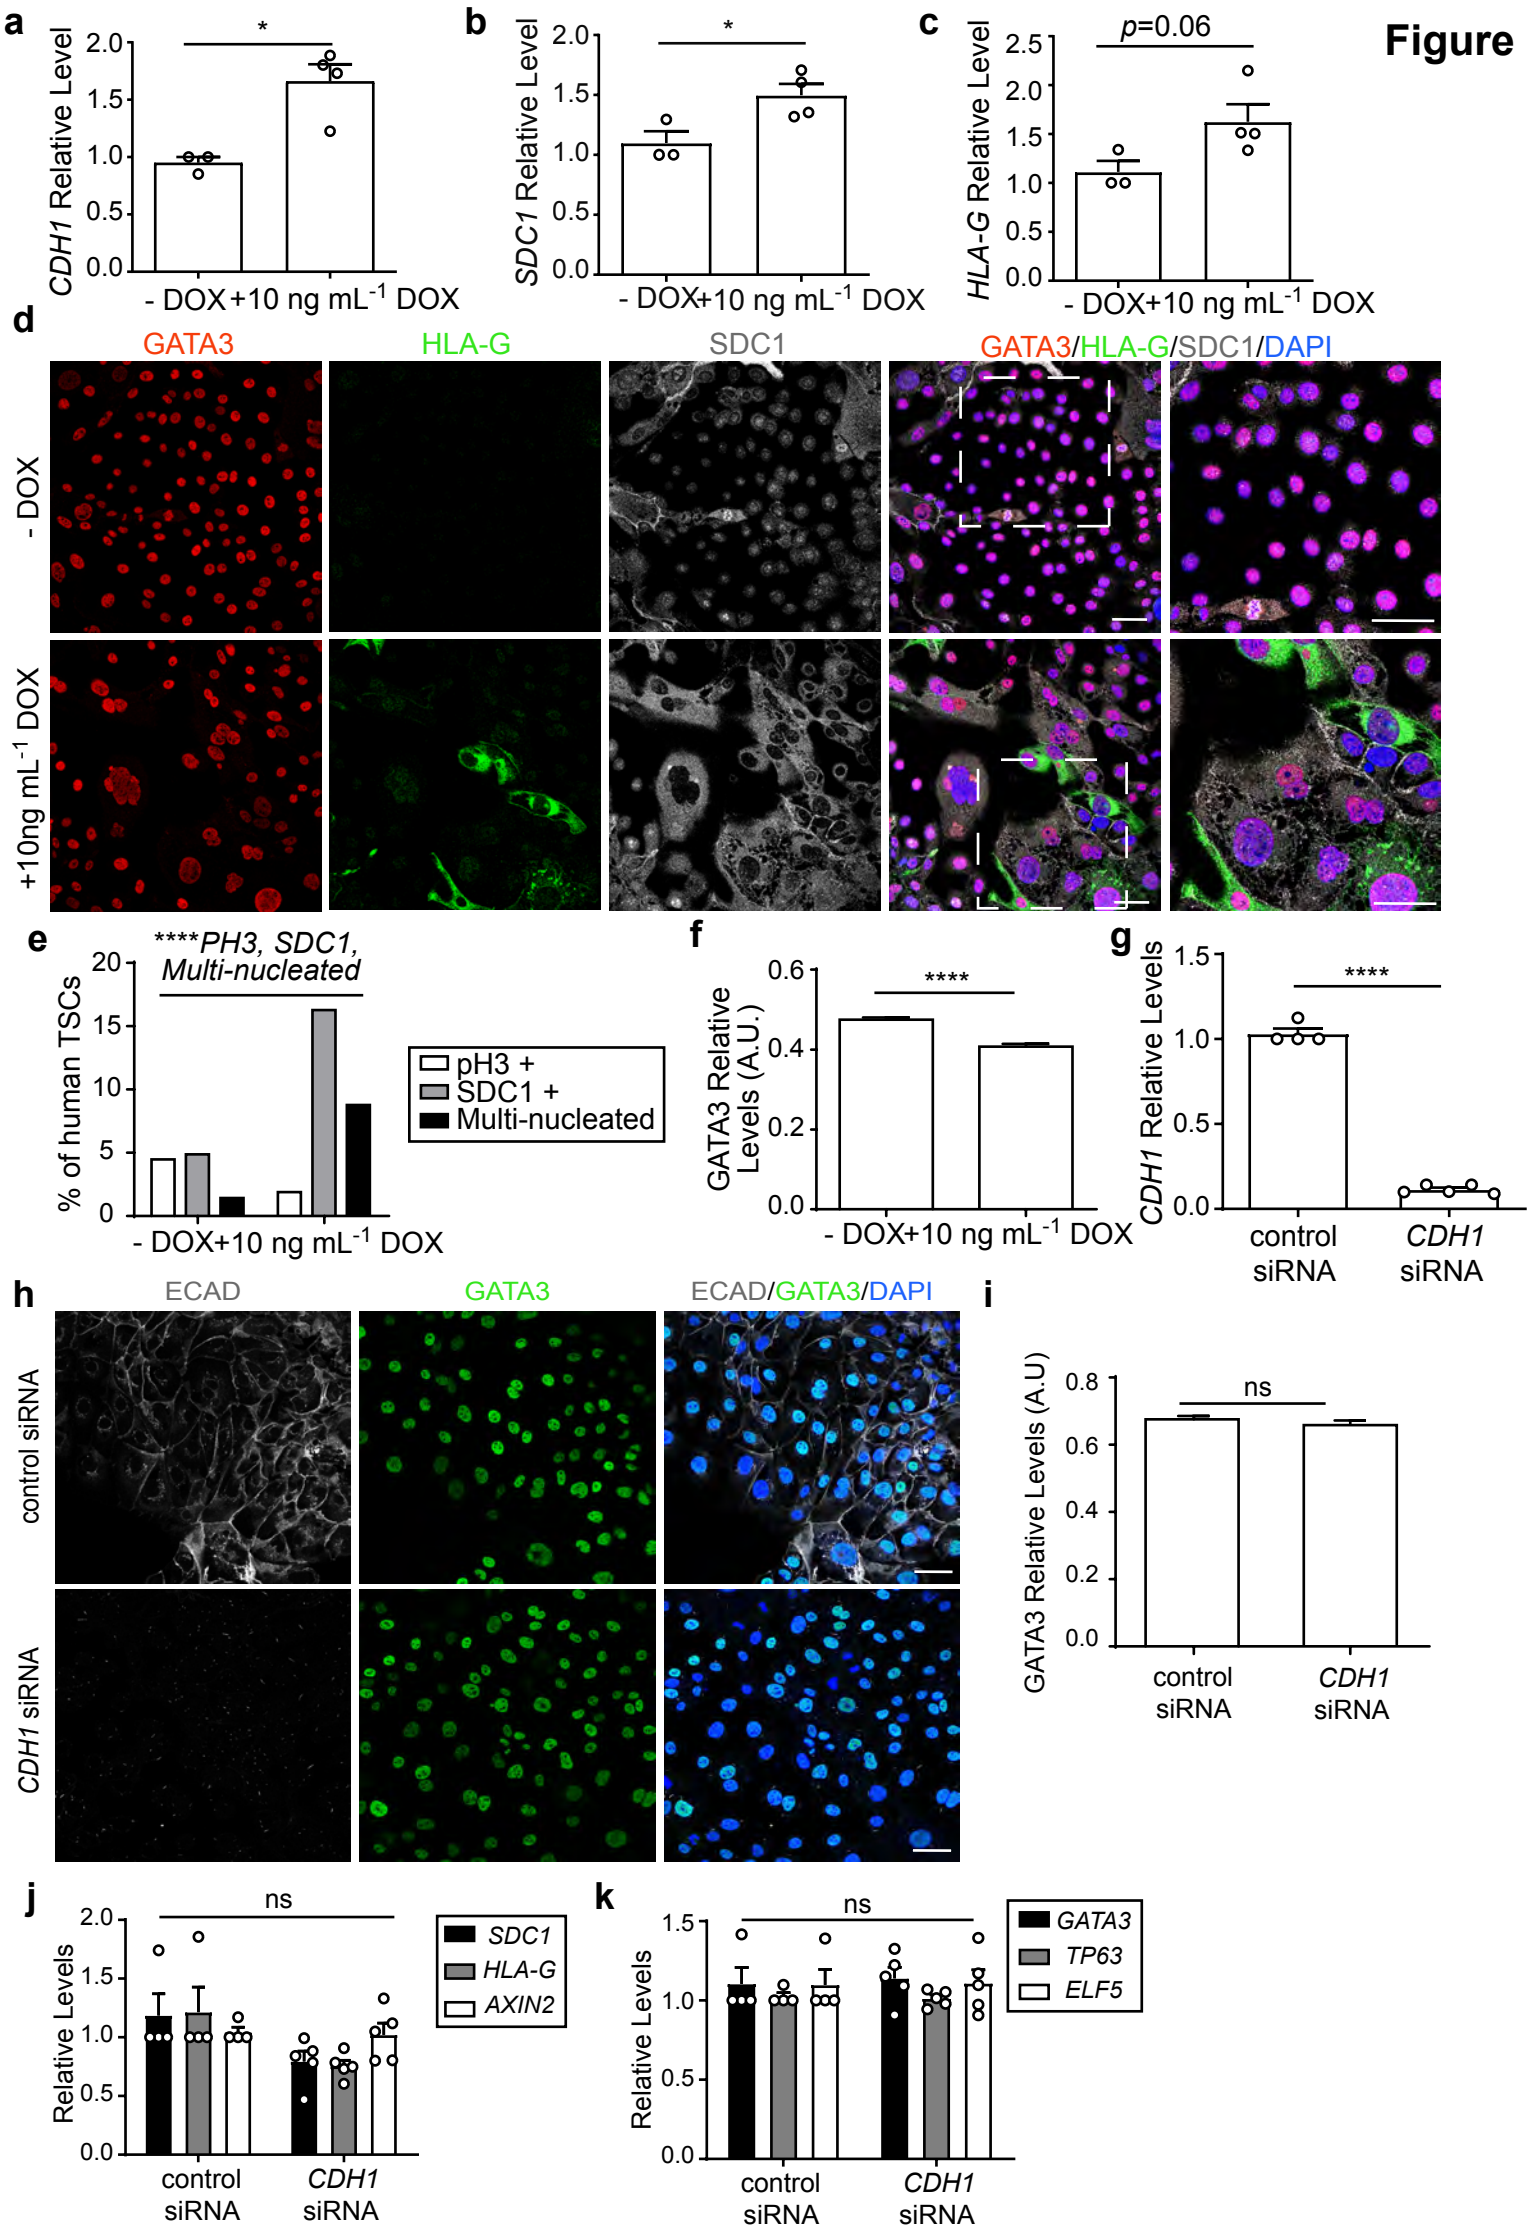 a
b
c
Figure
CDH1 Relative Level
2.0
1.5
1.0
0.5
0.0
*
- DOX+10 ng mL-1 DOX
SDC1 Relative Level
2.0
1.5
1.0
0.5
0.0
*
- DOX+10 ng mL-1 DOX
HLA-G Relative Level
2.5
2.0
1.5
1.0
0.5
0.0
p=0.06
- DOX+10 ng mL-1 DOX
d
GATA3
HLA-G
SDC1
GATA3/HLA-G/SDC1/DAPI
- DOX
+10ng mL-1 DOX
e
% of human TSCs
20
15
10
5
0
****PH3, SDC1,
Multi-nucleated
- DOX+10 ng mL-1 DOX
pH3 +
SDC1 +
Multi-nucleated
f
GATA3 Relative
Levels (A.U.)
0.6
0.4
0.2
0.0
****
- DOX+10 ng mL-1 DOX
g
CDH1 Relative Levels
1.5
1.0
0.5
0.0
****
control
siRNA
CDH1
siRNA
h
ECAD
GATA3
ECAD/GATA3/DAPI
control siRNA
CDH1 siRNA
i
GATA3 Relative Levels (A.U)
0.8
0.6
0.4
0.2
0.0
ns
control
siRNA
CDH1
siRNA
j
Relative Levels
2.0
1.5
1.0
0.5
0.0
ns
control
siRNA
CDH1
siRNA
SDC1
HLA-G
AXIN2
k
Relative Levels
1.5
1.0
0.5
0.0
ns
control
siRNA
CDH1
siRNA
GATA3
TP63
ELF5